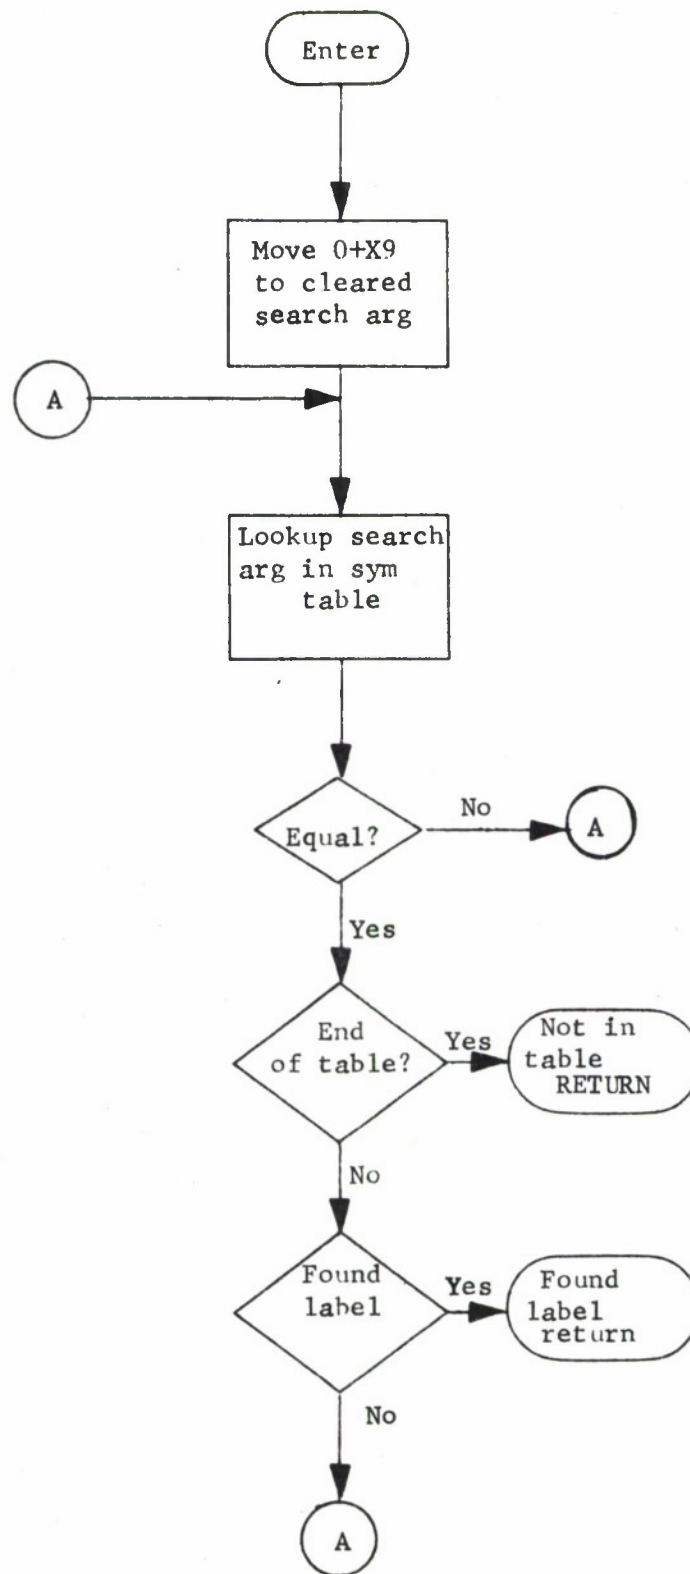 Enter
Move 0+X9
to cleared
search arg
A
Lookup search
arg in sym
table
Equal?
No
A
Yes
End
of table?
Yes
Not in
table
RETURN
No
Found
label
Yes
Found
label
return
No
A